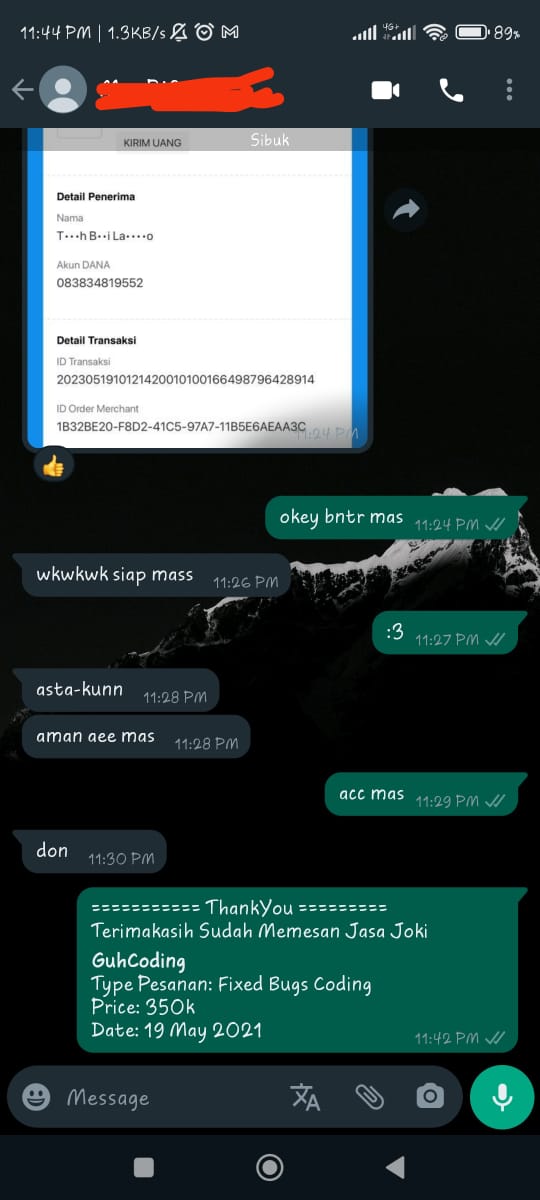 11:44 PM | 1.3KB/s
4G+
89%
Sibuk
KIRIM UANG
Detail Penerima
Nama
T•••h B••i La••••o
Akun DANA
083834819552
Detail Transaksi
ID Transaksi
2023051910121420010100166498796428914
ID Order Merchant
1B32BE20-F8D2-41C5-97A7-11B5E6AEAA3C
11:24 PM
okey bntr mas 11:24 PM
wkwkwk siap mass 11:26 PM
:3 11:27 PM
asta-kunn 11:28 PM
aman aee mas 11:28 PM
acc mas 11:29 PM
don 11:30 PM
=========== ThankYou =========
Terimakasih Sudah Memesan Jasa Joki
GuhCoding
Type Pesanan: Fixed Bugs Coding
Price: 350k
Date: 19 May 2021
11:42 PM
Message